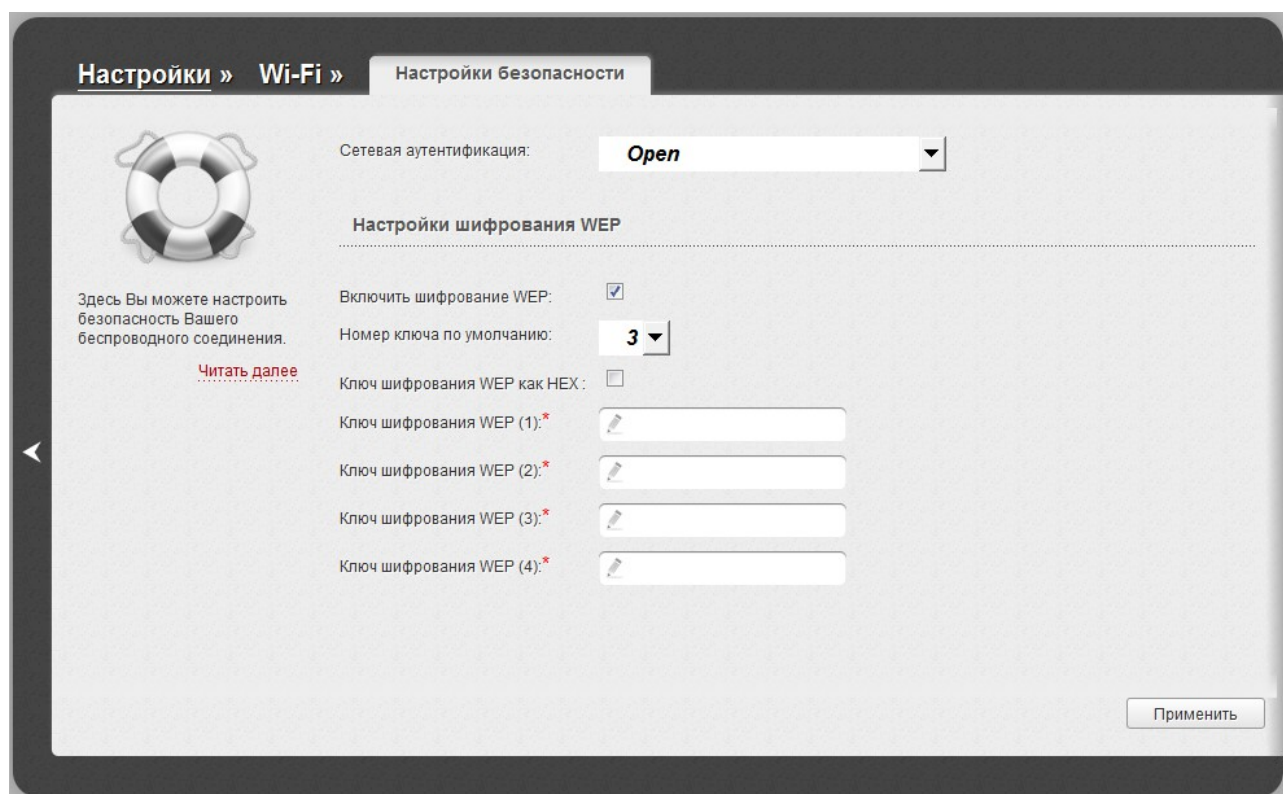 Настройки » Wi-Fi » Настройки безопасности
Сетевая аутентификация: Open
Настройки шифрования WEP
Здесь Вы можете настроить
безопасность Вашего
беспроводного соединения.
Читать далее
Включить шифрование WEP:
Номер ключа по умолчанию: 3
Ключ шифрования WEP как HEX :
Ключ шифрования WEP (1):*
Ключ шифрования WEP (2):*
Ключ шифрования WEP (3):*
Ключ шифрования WEP (4):*
Применить